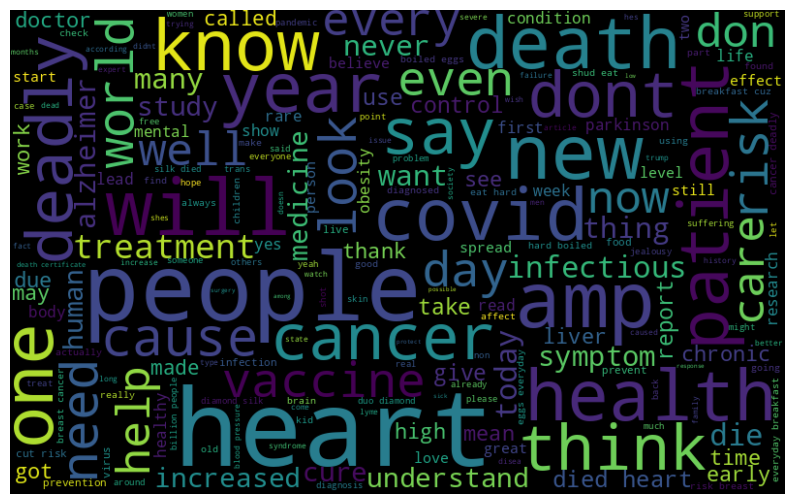 doctor women trying called every severe condition support
months pandemic never death don two
check according didnt many know believe boiled eggs shud eat life
start world year even dont failure part found
case dead study use control rare first effect
work free mental show look say new parkinson risk
deadly alzheimer well point want now see level
lead silk died trans person obesity problem diagnosed week still
find hope everyone medicine covid thing using trump
always children live eat hard suffering
will shes doesn yes thank spread hard boiled food men
treatment day infectious care patient
fact death certificate increase someone others yeah watch good skin
due human people take read amp jealousy history let
may body surgery among possible affect report research
cause cancer liver caused might better
one actually type infection state protect symptom chronic
need treat real non today prevent going
breast cancer long made vaccine give health
really healthy diamond silk brain duo diamond already please
help billion people blood pressure come kid lyme sick mean
virus heart high love great think die
cut risk old syndrome understand time
got increased cure died heart early
prevention around diagnosis disea risk breast
eggs everyday everyday breakfast breakfast cuz
cancer deadly family back response much
society article issue said make expert hes low wish